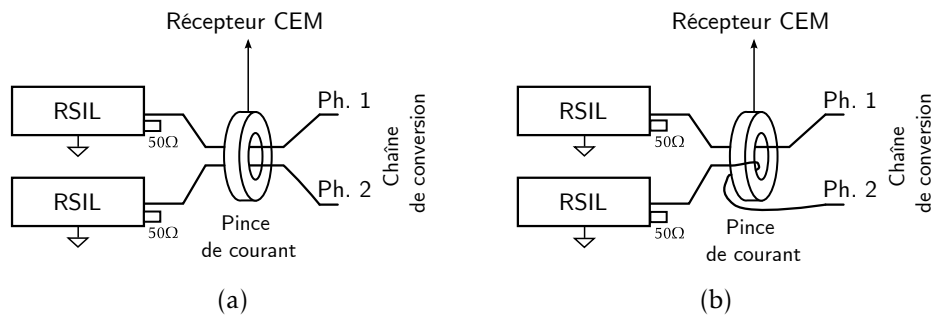 Récepteur CEM
RSIL
50Ω
RSIL
50Ω
Pince
de courant
Ph. 1
Ph. 2
Chaîne
de conversion
(a)
Récepteur CEM
RSIL
50Ω
RSIL
50Ω
Pince
de courant
Ph. 1
Ph. 2
Chaîne
de conversion
(b)